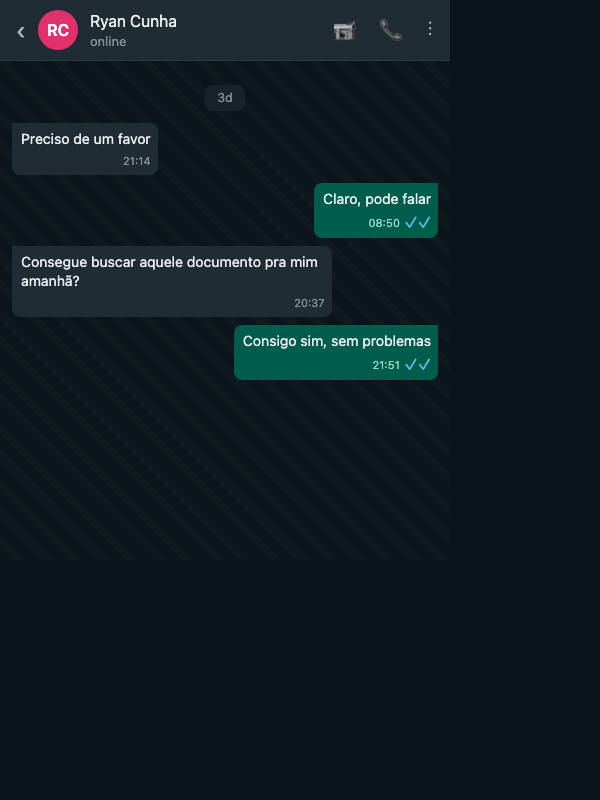 RC
Ryan Cunha
online
3d
Preciso de um favor
21:14
Claro, pode falar
08:50
Consegue buscar aquele documento pra mim
amanhã?
20:37
Consigo sim, sem problemas
21:51